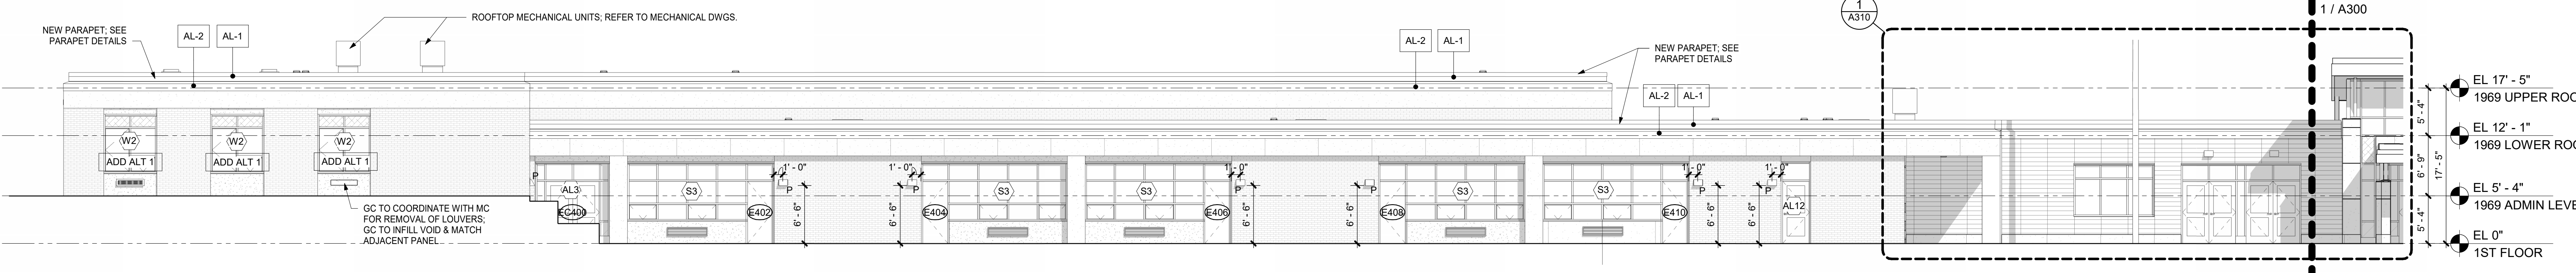 ROOFTOP MECHANICAL UNITS; REFER TO MECHANICAL DWGS.
NEW PARAPET; SEE
PARAPET DETAILS
AL-2
AL-1
AL-2
AL-1
NEW PARAPET; SEE
PARAPET DETAILS
AL-2
AL-1
1
A310
1 / A300
W2
ADD ALT 1
W2
ADD ALT 1
W2
ADD ALT 1
GC TO COORDINATE WITH MC
FOR REMOVAL OF LOUVERS;
GC TO INFILL VOID & MATCH
ADJACENT PANEL
P
AL3
EC400
S3
E402
1' - 0"
P
6' - 6"
1' - 0"
P
6' - 6"
E404
S3
S3
E406
1' - 0"
P
6' - 6"
P
6' - 6"
E408
S3
S3
E410
1' - 0"
P
6' - 6"
1' - 0"
P
6' - 6"
AL12
5' - 4"
6' - 9"
5' - 4"
17' - 5"
EL 17' - 5"
1969 UPPER ROO
EL 12' - 1"
1969 LOWER ROO
EL 5' - 4"
1969 ADMIN LEVE
EL 0"
1ST FLOOR